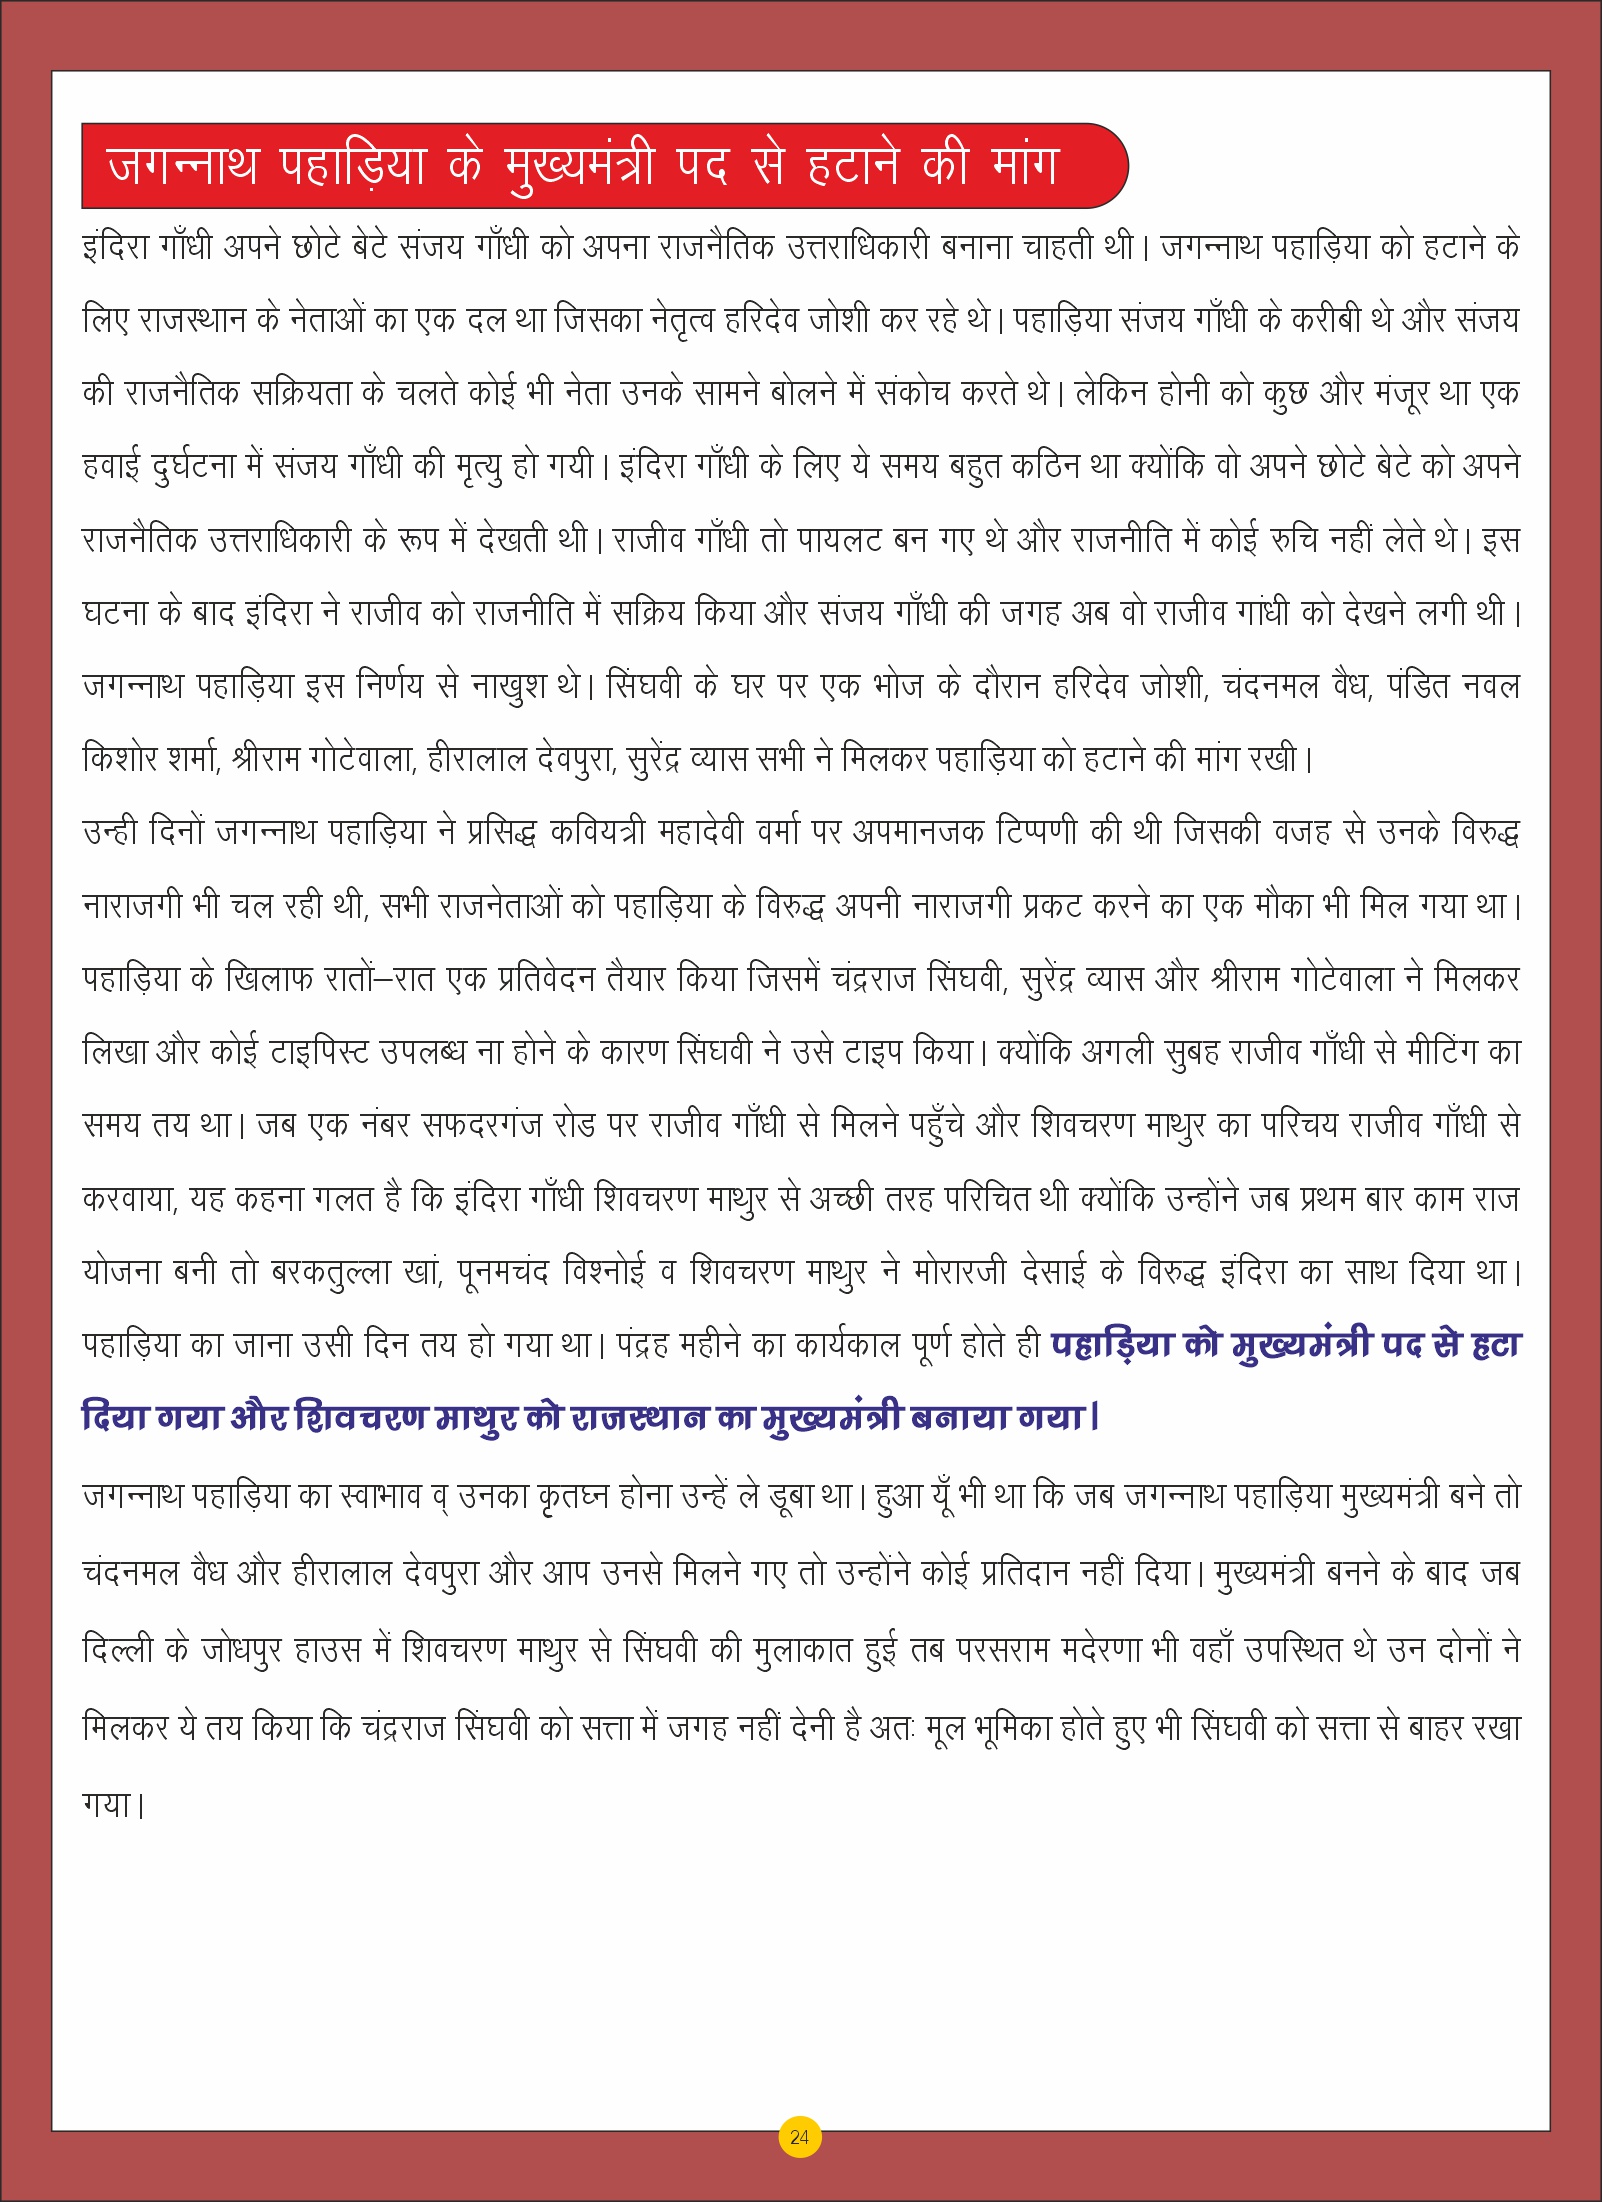 जगन्नाथ पहाड़िया के मुख्यमंत्री पद से हटाने की मांग
इंदिरा गाँधी अपने छोटे बेटे संजय गाँधी को अपना राजनैतिक उत्तराधिकारी बनाना चाहती थी। जगन्नाथ पहाड़िया को हटाने के
लिए राजस्थान के नेताओं का एक दल था जिसका नेतृत्व हरिदेव जोशी कर रहे थे। पहाड़िया संजय गाँधी के करीबी थे और संजय
की राजनैतिक सक्रियता के चलते कोई भी नेता उनके सामने बोलने में संकोच करते थे। लेकिन होनी को कुछ और मंजूर था एक
हवाई दुर्घटना में संजय गाँधी की मृत्यु हो गयी। इंदिरा गाँधी के लिए ये समय बहुत कठिन था क्योंकि वो अपने छोटे बेटे को अपने
राजनैतिक उत्तराधिकारी के रूप में देखती थी। राजीव गाँधी तो पायलट बन गए थे और राजनीति में कोई रुचि नहीं लेते थे। इस
घटना के बाद इंदिरा ने राजीव को राजनीति में सक्रिय किया और संजय गाँधी की जगह अब वो राजीव गांधी को देखने लगी थी।
जगन्नाथ पहाड़िया इस निर्णय से नाखुश थे। सिंघवी के घर पर एक भोज के दौरान हरिदेव जोशी, चंदनमल वैध, पंडित नवल
किशोर शर्मा, श्रीराम गोटेवाला, हीरालाल देवपुरा, सुरेंद्र व्यास सभी ने मिलकर पहाड़िया को हटाने की मांग रखी।
उन्ही दिनों जगन्नाथ पहाड़िया ने प्रसिद्ध कवियत्री महादेवी वर्मा पर अपमानजक टिप्पणी की थी जिसकी वजह से उनके विरुद्ध
नाराजगी भी चल रही थी, सभी राजनेताओं को पहाड़िया के विरुद्ध अपनी नाराजगी प्रकट करने का एक मौका भी मिल गया था।
पहाड़िया के खिलाफ रातों–रात एक प्रतिवेदन तैयार किया जिसमें चंद्रराज सिंघवी, सुरेंद्र व्यास और श्रीराम गोटेवाला ने मिलकर
लिखा और कोई टाइपिस्ट उपलब्ध ना होने के कारण सिंघवी ने उसे टाइप किया। क्योंकि अगली सुबह राजीव गाँधी से मीटिंग का
समय तय था। जब एक नंबर सफदरगंज रोड पर राजीव गाँधी से मिलने पहुँचे और शिवचरण माथुर का परिचय राजीव गाँधी से
करवाया, यह कहना गलत है कि इंदिरा गाँधी शिवचरण माथुर से अच्छी तरह परिचित थी क्योंकि उन्होंने जब प्रथम बार काम राज
योजना बनी तो बरकतुल्ला खां, पूनमचंद विश्नोई व शिवचरण माथुर ने मोरारजी देसाई के विरुद्ध इंदिरा का साथ दिया था।
पहाड़िया का जाना उसी दिन तय हो गया था। पंद्रह महीने का कार्यकाल पूर्ण होते ही पहाड़िया को मुख्यमंत्री पद से हटा
दिया गया और शिवचरण माथुर को राजस्थान का मुख्यमंत्री बनाया गया।
जगन्नाथ पहाड़िया का स्वाभाव व् उनका कृतघ्न होना उन्हें ले डूबा था। हुआ यूँ भी था कि जब जगन्नाथ पहाड़िया मुख्यमंत्री बने तो
चंदनमल वैध और हीरालाल देवपुरा और आप उनसे मिलने गए तो उन्होंने कोई प्रतिदान नहीं दिया। मुख्यमंत्री बनने के बाद जब
दिल्ली के जोधपुर हाउस में शिवचरण माथुर से सिंघवी की मुलाकात हुई तब परसराम मदेरणा भी वहाँ उपस्थित थे उन दोनों ने
मिलकर ये तय किया कि चंद्रराज सिंघवी को सत्ता में जगह नहीं देनी है अतः मूल भूमिका होते हुए भी सिंघवी को सत्ता से बाहर रखा
गया।
24